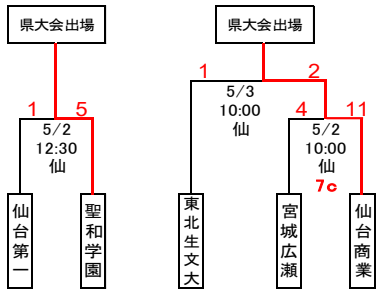 県大会出場
県大会出場
1
2
5/3
10:00
仙
1
5
5/2
12:30
仙
4
11
5/2
10:00
仙
7c
仙台第一
聖和学園
東北生文大
宮城広瀬
仙台商業